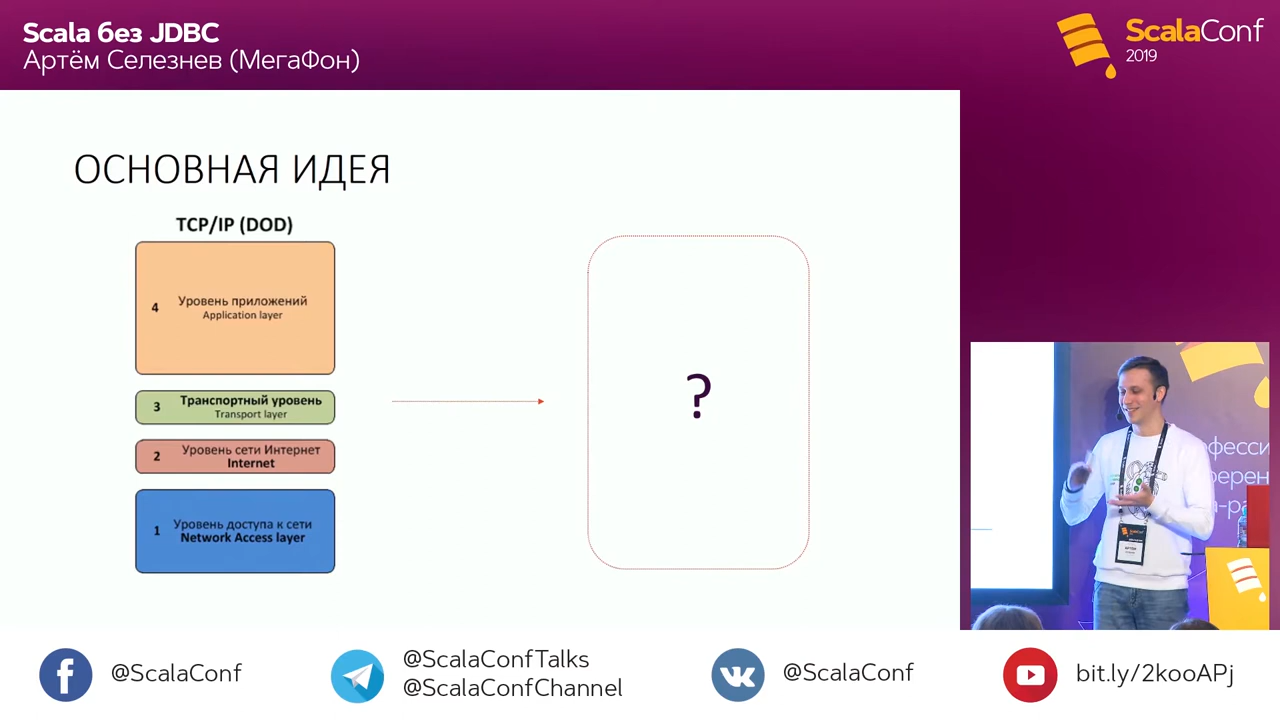 Scala без JDBC
Артём Селезнев (МегаФон)
ScalaConf
2019
ОСНОВНАЯ ИДЕЯ
TCP/IP (DOD)
4
Уровень приложений
Application layer
3
Транспортный уровень
Transport layer
2
Уровень сети Интернет
Internet
1
Уровень доступа к сети
Network Access layer
?
@ScalaConf
@ScalaConfTalks
@ScalaConfChannel
@ScalaConf
bit.ly/2kooAPj